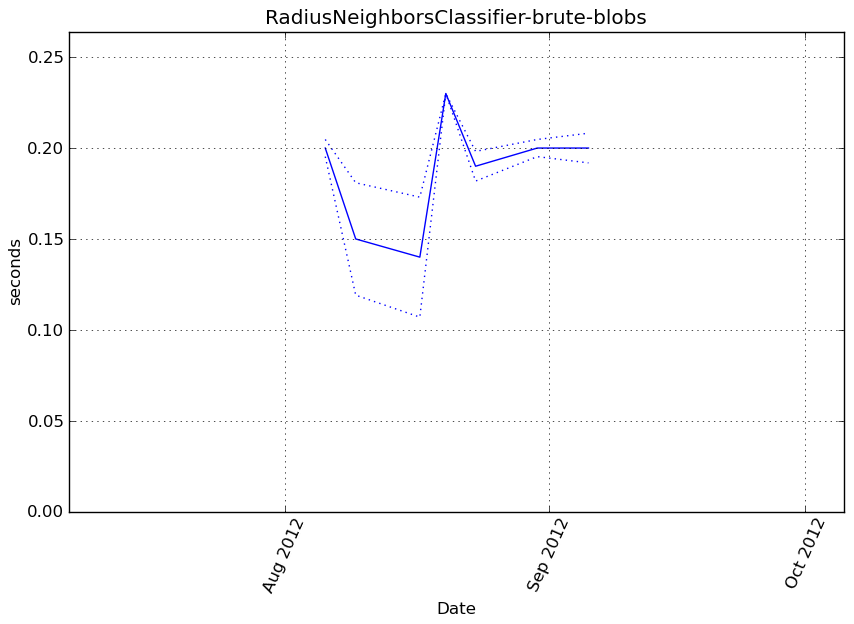 RadiusNeighborsClassifier-brute-blobs
0.25
0.20
0.15
0.10
0.05
0.00
seconds
Aug 2012
Sep 2012
Oct 2012
Date